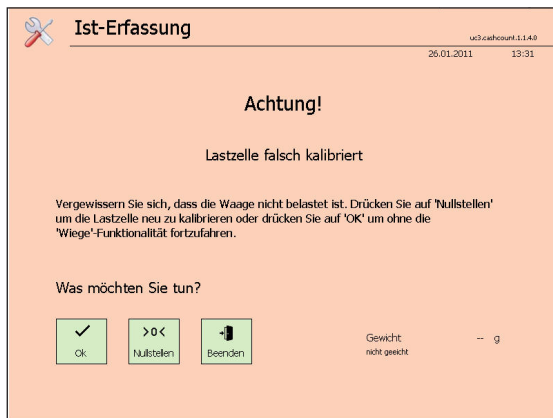 Ist-Erfassung
uc3.cashcount.1.1.4.0
26.01.2011 13:31
Achtung!
Lastzelle falsch kalibriert
Vergewissern Sie sich, dass die Waage nicht belastet ist. Drücken Sie auf 'Nullstellen'
um die Lastzelle neu zu kalibrieren oder drücken Sie auf 'OK' um ohne die
'Wiege'-Funktionalität fortzufahren.
Was möchten Sie tun?
>0<
Ok Nullstellen Beenden
Gewicht -- g
nicht geeicht